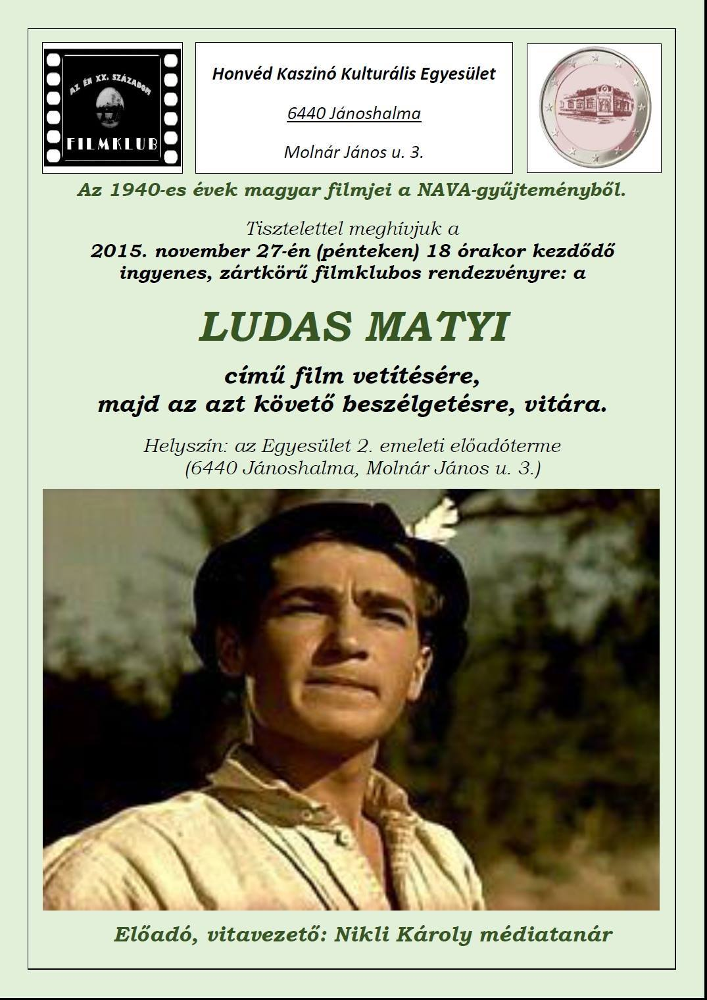 AZ ÉN XX. SZÁZADOM
FILMKLUB
Honvéd Kaszinó Kulturális Egyesület
6440 Jánoshalma
Molnár János u. 3.
Az 1940-es évek magyar filmjei a NAVA-gyűjteményből.
Tisztelettel meghívjuk a
2015. november 27-én (pénteken) 18 órakor kezdődő
ingyenes, zártkörű filmklubos rendezvényre: a
LUDAS MATYI
című film vetítésére,
majd az azt követő beszélgetésre, vitára.
Helyszín: az Egyesület 2. emeleti előadóterme
(6440 Jánoshalma, Molnár János u. 3.)
Előadó, vitavezető: Nikli Károly médiatanár